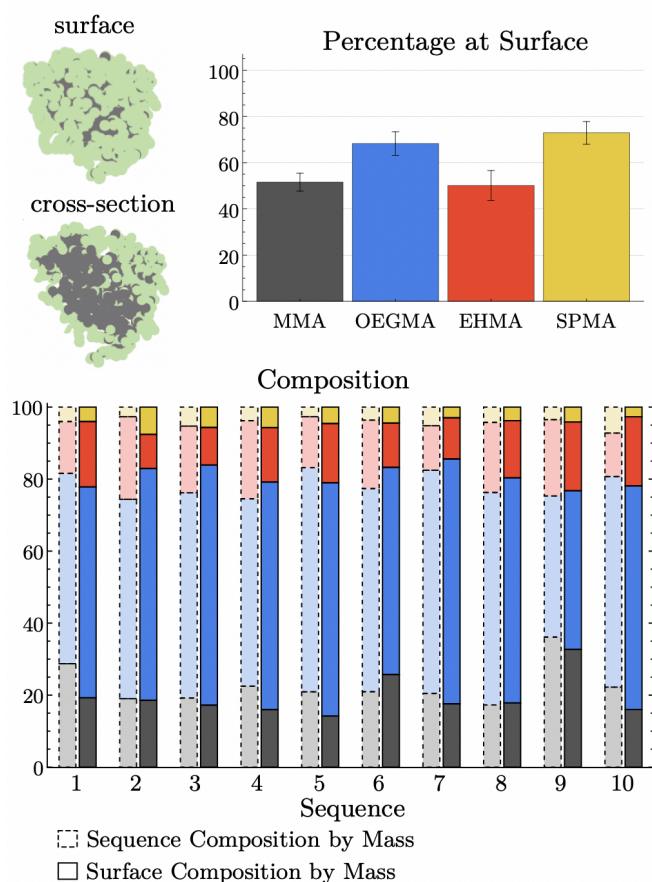 surface
cross-section
Percentage at Surface
100
80
60
40
20
0
MMA OEGMA EHMA SPMA
Composition
100
80
60
40
20
0
1 2 3 4 5 6 7 8 9 10
Sequence
Sequence Composition by Mass
Surface Composition by Mass